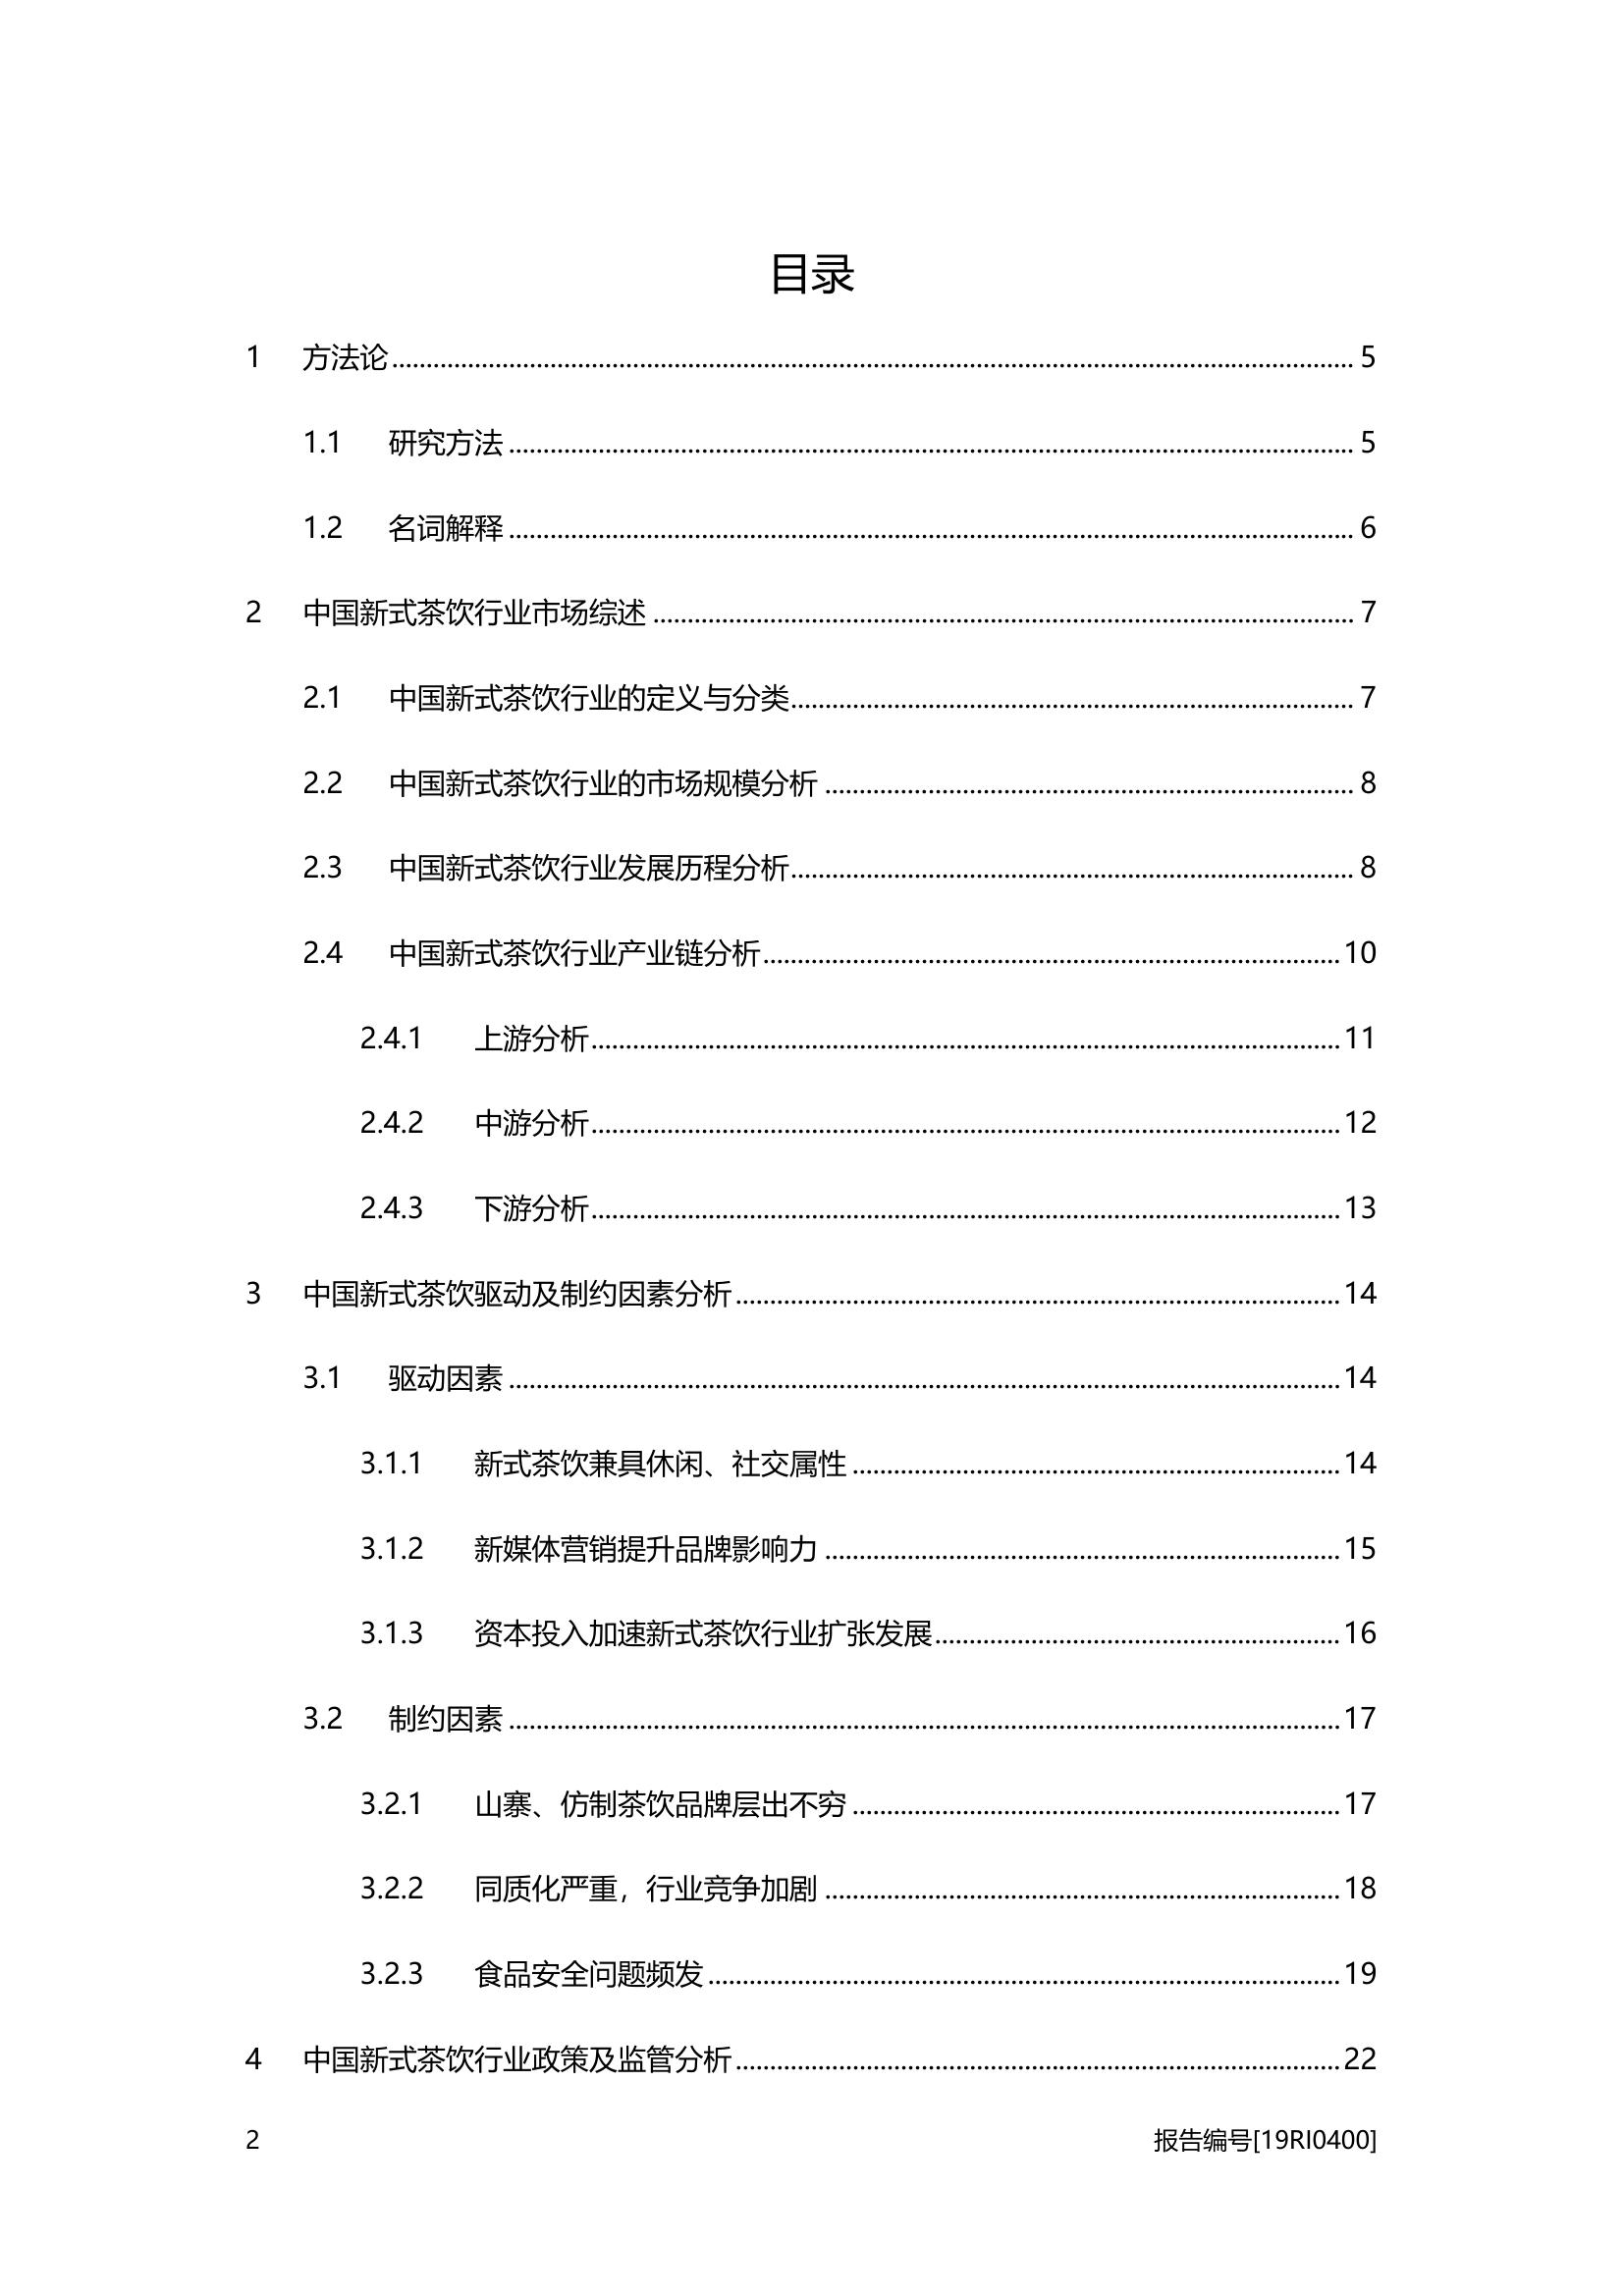 目录
1 方法论 5
1.1 研究方法 5
1.2 名词解释 6
2 中国新式茶饮行业市场综述 7
2.1 中国新式茶饮行业的定义与分类 7
2.2 中国新式茶饮行业的市场规模分析 8
2.3 中国新式茶饮行业发展历程分析 8
2.4 中国新式茶饮行业产业链分析 10
2.4.1 上游分析 11
2.4.2 中游分析 12
2.4.3 下游分析 13
3 中国新式茶饮驱动及制约因素分析 14
3.1 驱动因素 14
3.1.1 新式茶饮兼具休闲、社交属性 14
3.1.2 新媒体营销提升品牌影响力 15
3.1.3 资本投入加速新式茶饮行业扩张发展 16
3.2 制约因素 17
3.2.1 山寨、仿制茶饮品牌层出不穷 17
3.2.2 同质化严重，行业竞争加剧 18
3.2.3 食品安全问题频发 19
4 中国新式茶饮行业政策及监管分析 22
2 报告编号[19RI0400]